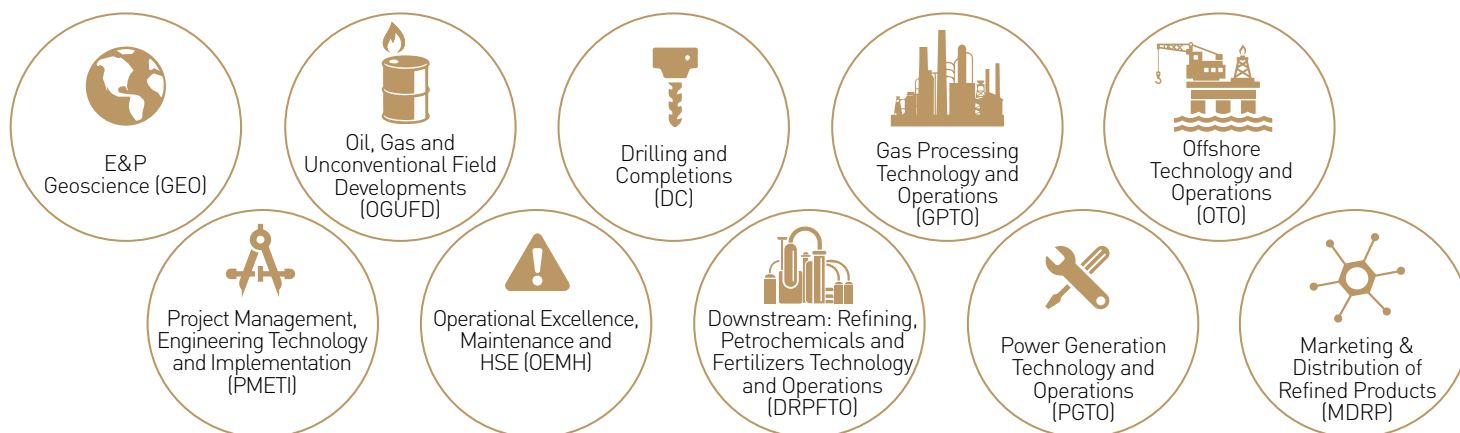 E&P
Geoscience (GEO)
Oil, Gas and
Unconventional Field
Developments
(OGUFD)
Drilling and
Completions
(DC)
Gas Processing
Technology and
Operations
(GPTO)
Offshore
Technology and
Operations
(OTO)
Project Management,
Engineering Technology
and Implementation
(PMETI)
Operational Excellence,
Maintenance and
HSE (OEMH)
Downstream: Refining,
Petrochemicals and
Fertilizers Technology
and Operations
(DRPFTO)
Power Generation
Technology and
Operations
(PGTO)
Marketing &
Distribution of
Refined Products
(MDRP)